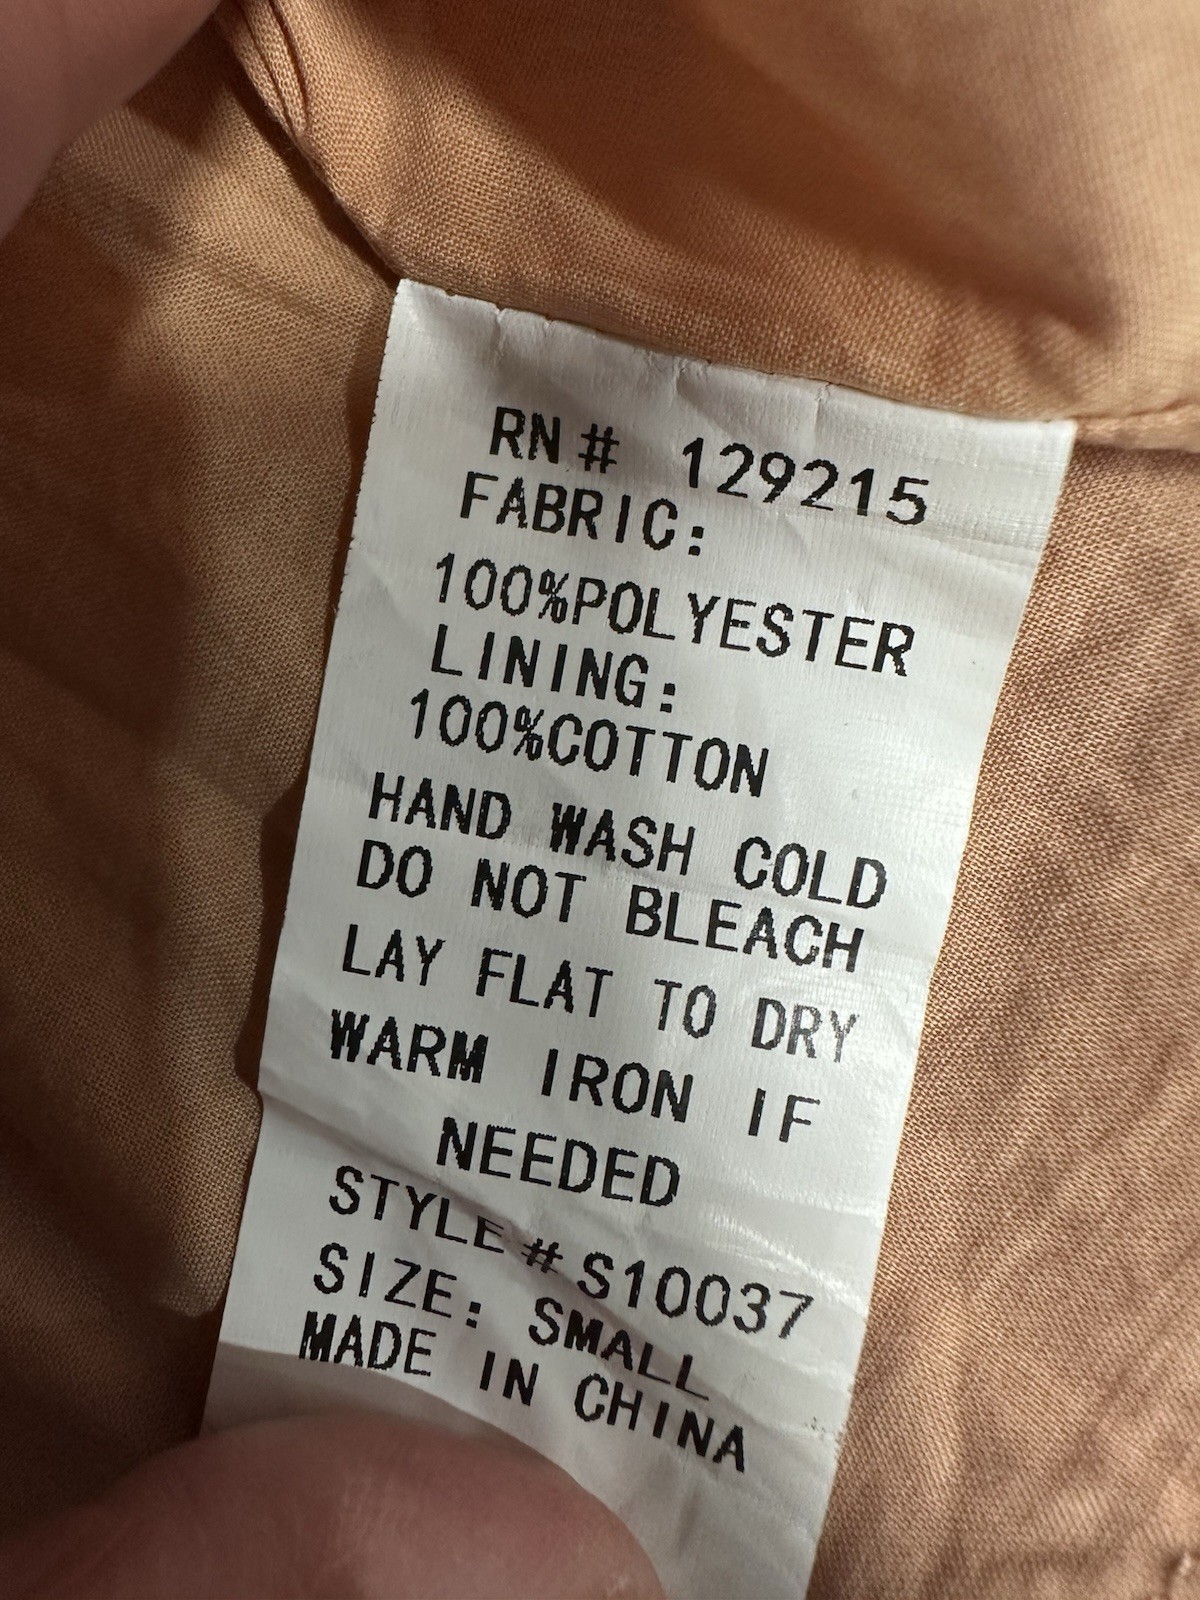 RN# 129215
FABRIC:
100%POLYESTER
LINING:
100%COTTON
HAND WASH COLD
DO NOT BLEACH
LAY FLAT TO DRY
WARM IRON IF
NEEDED
STYLE#S10037
SIZE: SMALL
MADE IN CHINA